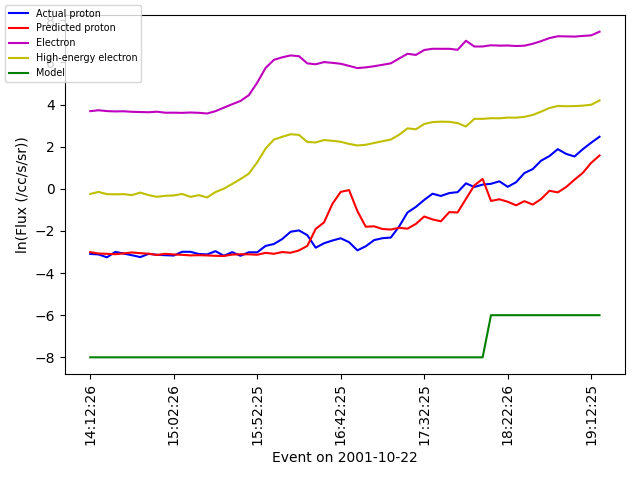 Actual proton
Predicted proton
Electron
High-energy electron
Model
4
2
0
−2
−4
−6
−8
ln(Flux (/cc/s/sr))
14:12:26
15:02:26
15:52:25
16:42:25
17:32:25
18:22:26
19:12:25
Event on 2001-10-22